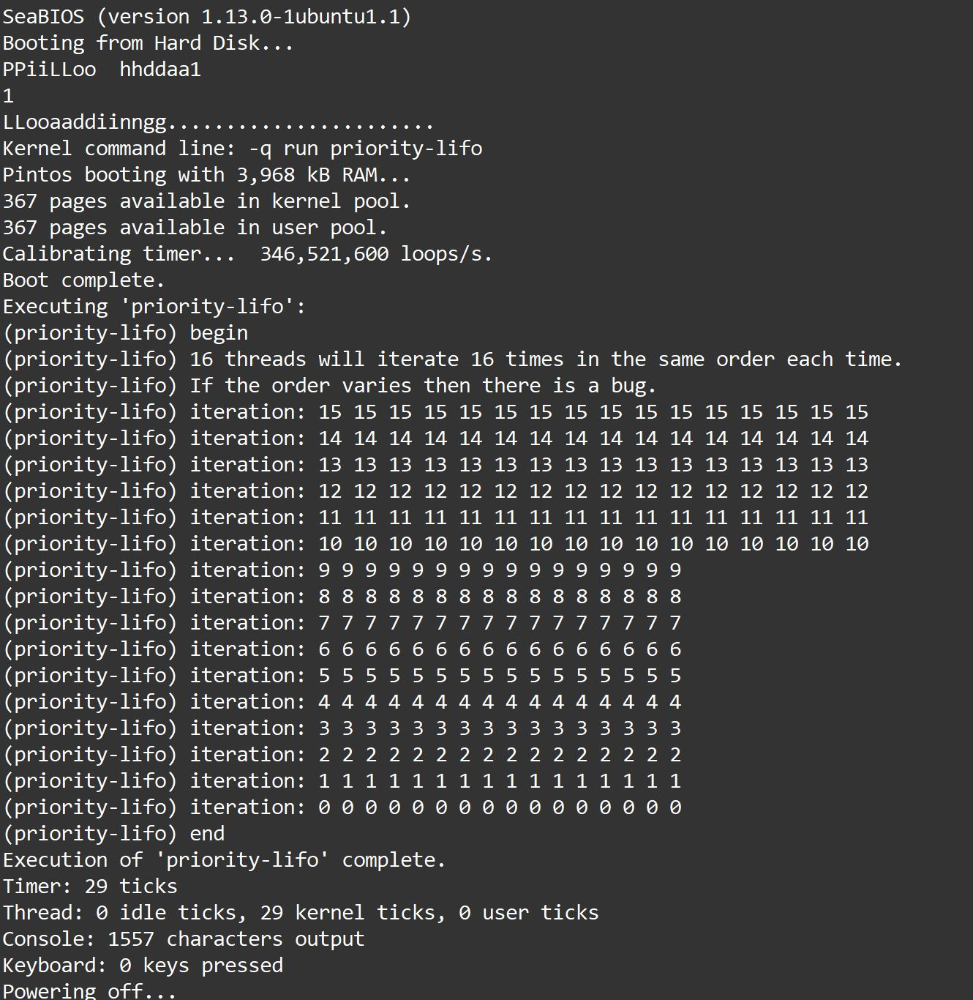 SeaBIOS (version 1.13.0-1ubuntu1.1)
Booting from Hard Disk...
PPiiLLoo  hhddaa1
1
LLooaaddiinngg.......................
Kernel command line: -q run priority-lifo
Pintos booting with 3,968 kB RAM...
367 pages available in kernel pool.
367 pages available in user pool.
Calibrating timer...  346,521,600 loops/s.
Boot complete.
Executing 'priority-lifo':
(priority-lifo) begin
(priority-lifo) 16 threads will iterate 16 times in the same order each time.
(priority-lifo) If the order varies then there is a bug.
(priority-lifo) iteration: 15 15 15 15 15 15 15 15 15 15 15 15 15 15 15 15
(priority-lifo) iteration: 14 14 14 14 14 14 14 14 14 14 14 14 14 14 14 14
(priority-lifo) iteration: 13 13 13 13 13 13 13 13 13 13 13 13 13 13 13 13
(priority-lifo) iteration: 12 12 12 12 12 12 12 12 12 12 12 12 12 12 12 12
(priority-lifo) iteration: 11 11 11 11 11 11 11 11 11 11 11 11 11 11 11 11
(priority-lifo) iteration: 10 10 10 10 10 10 10 10 10 10 10 10 10 10 10 10
(priority-lifo) iteration: 9 9 9 9 9 9 9 9 9 9 9 9 9 9 9 9
(priority-lifo) iteration: 8 8 8 8 8 8 8 8 8 8 8 8 8 8 8 8
(priority-lifo) iteration: 7 7 7 7 7 7 7 7 7 7 7 7 7 7 7 7
(priority-lifo) iteration: 6 6 6 6 6 6 6 6 6 6 6 6 6 6 6 6
(priority-lifo) iteration: 5 5 5 5 5 5 5 5 5 5 5 5 5 5 5 5
(priority-lifo) iteration: 4 4 4 4 4 4 4 4 4 4 4 4 4 4 4 4
(priority-lifo) iteration: 3 3 3 3 3 3 3 3 3 3 3 3 3 3 3 3
(priority-lifo) iteration: 2 2 2 2 2 2 2 2 2 2 2 2 2 2 2 2
(priority-lifo) iteration: 1 1 1 1 1 1 1 1 1 1 1 1 1 1 1 1
(priority-lifo) iteration: 0 0 0 0 0 0 0 0 0 0 0 0 0 0 0 0
(priority-lifo) end
Execution of 'priority-lifo' complete.
Timer: 29 ticks
Thread: 0 idle ticks, 29 kernel ticks, 0 user ticks
Console: 1557 characters output
Keyboard: 0 keys pressed
Powering off...